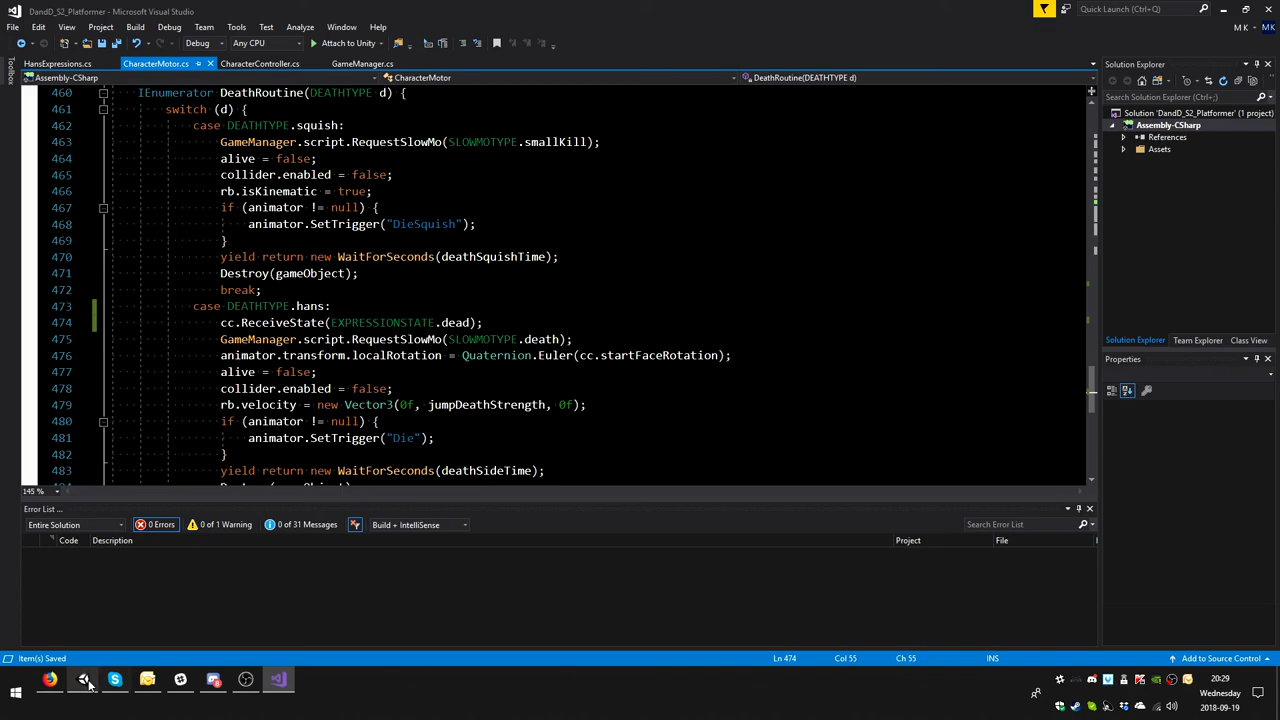 DandD_S2_Platformer - Microsoft Visual Studio
Quick Launch (Ctrl+Q)
File Edit View Project Build Debug Team Tools Test Analyze Window Help
M K MK
Debug Any CPU Attach to Unity
Toolbox
HansExpressions.cs CharacterMotor.cs CharacterController.cs GameManager.cs
Assembly-CSharp CharacterMotor DeathRoutine(DEATHTYPE d)
460 IEnumerator DeathRoutine(DEATHTYPE d) {
461 switch (d) {
462 case DEATHTYPE.squish:
463 GameManager.script.RequestSlowMo(SLOWMOTYPE.smallKill);
464 alive = false;
465 collider.enabled = false;
466 rb.isKinematic = true;
467 if (animator != null) {
468 animator.SetTrigger("DieSquish");
469 }
470 yield return new WaitForSeconds(deathSquishTime);
471 Destroy(gameObject);
472 break;
473 case DEATHTYPE.hans:
474 cc.ReceiveState(EXPRESSIONSTATE.dead);
475 GameManager.script.RequestSlowMo(SLOWMOTYPE.death);
476 animator.transform.localRotation = Quaternion.Euler(cc.startFaceRotation);
477 alive = false;
478 collider.enabled = false;
479 rb.velocity = new Vector3(0f, jumpDeathStrength, 0f);
480 if (animator != null) {
481 animator.SetTrigger("Die");
482 }
483 yield return new WaitForSeconds(deathSideTime);
145 %
Solution Explorer
Search Solution Explorer (Ctrl+;)
Solution 'DandD_S2_Platformer' (1 project)
Assembly-CSharp
References
Assets
Solution Explorer Team Explorer Class View
Properties
Error List ...
Entire Solution 0 Errors 0 of 1 Warning 0 of 31 Messages Build + IntelliSense
Search Error List
Code Description Project File
Item(s) Saved Ln 474 Col 55 Ch 55 INS Add to Source Control
20:29
Wednesday
2018-09-19